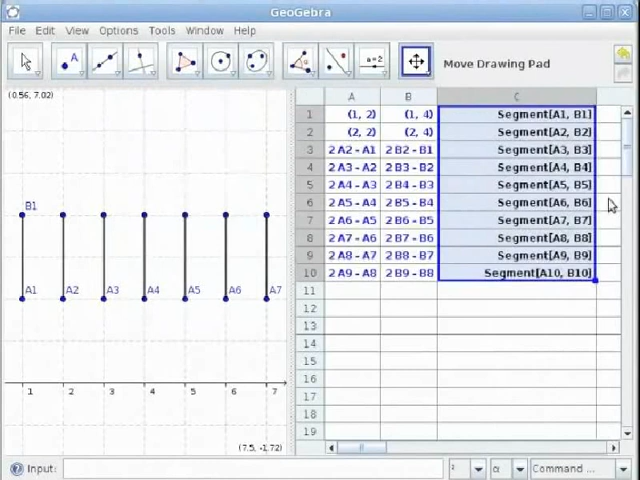 GeoGebra
File Edit View Options Tools Window Help
A a=2 Move Drawing Pad
(0.56, 7.02)
B1
A1 A2 A3 A4 A5 A6 A7
1 2 3 4 5 6 7
(7.5, -1.72)
A B C
1 (1, 2) (1, 4) Segment[A1, B1]
2 (2, 2) (2, 4) Segment[A2, B2]
3 2 A2 - A1 2 B2 - B1 Segment[A3, B3]
4 2 A3 - A2 2 B3 - B2 Segment[A4, B4]
5 2 A4 - A3 2 B4 - B3 Segment[A5, B5]
6 2 A5 - A4 2 B5 - B4 Segment[A6, B6]
7 2 A6 - A5 2 B6 - B5 Segment[A7, B7]
8 2 A7 - A6 2 B7 - B6 Segment[A8, B8]
9 2 A8 - A7 2 B8 - B7 Segment[A9, B9]
10 2 A9 - A8 2 B9 - B8 Segment[A10, B10]
11
12
13
14
15
16
17
18
19
Input: ² α Command ...